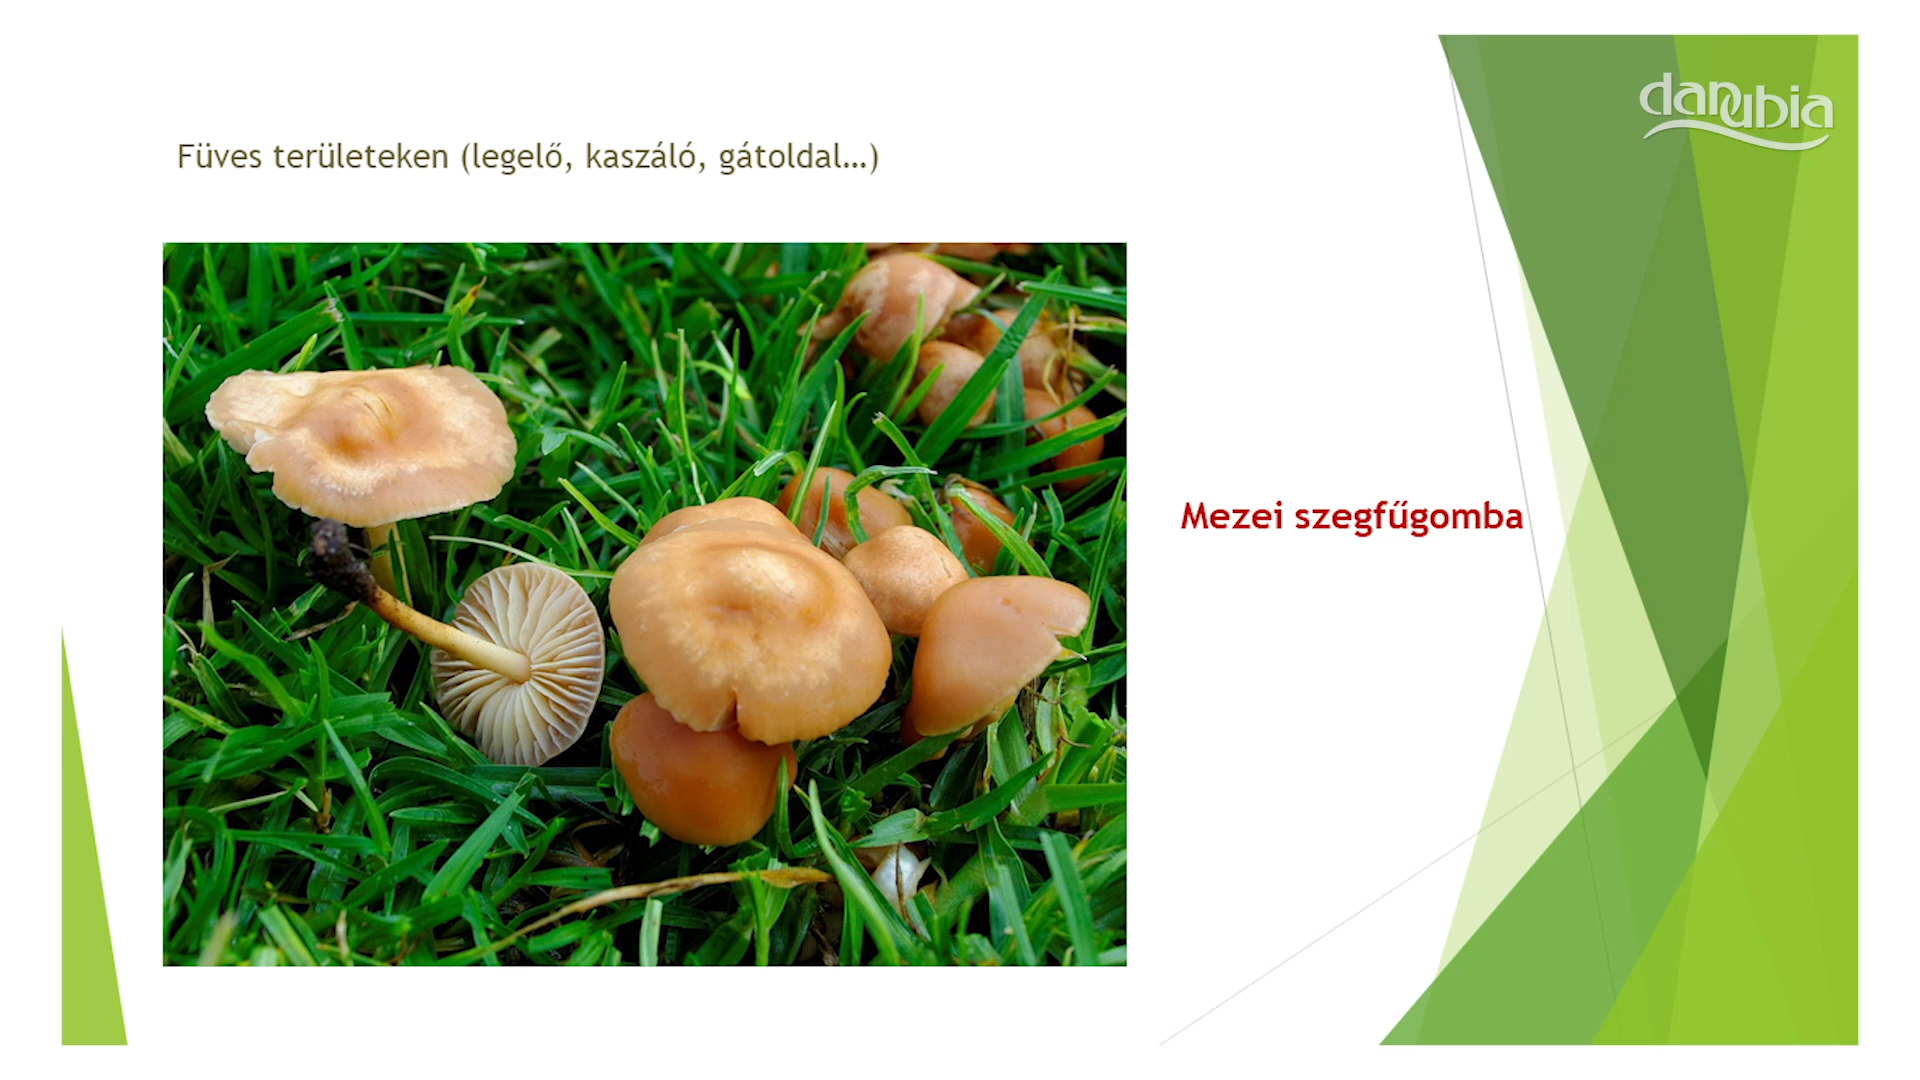 danubia
Füves területeken (legelő, kaszáló, gátoldal…)
Mezei szegfűgomba